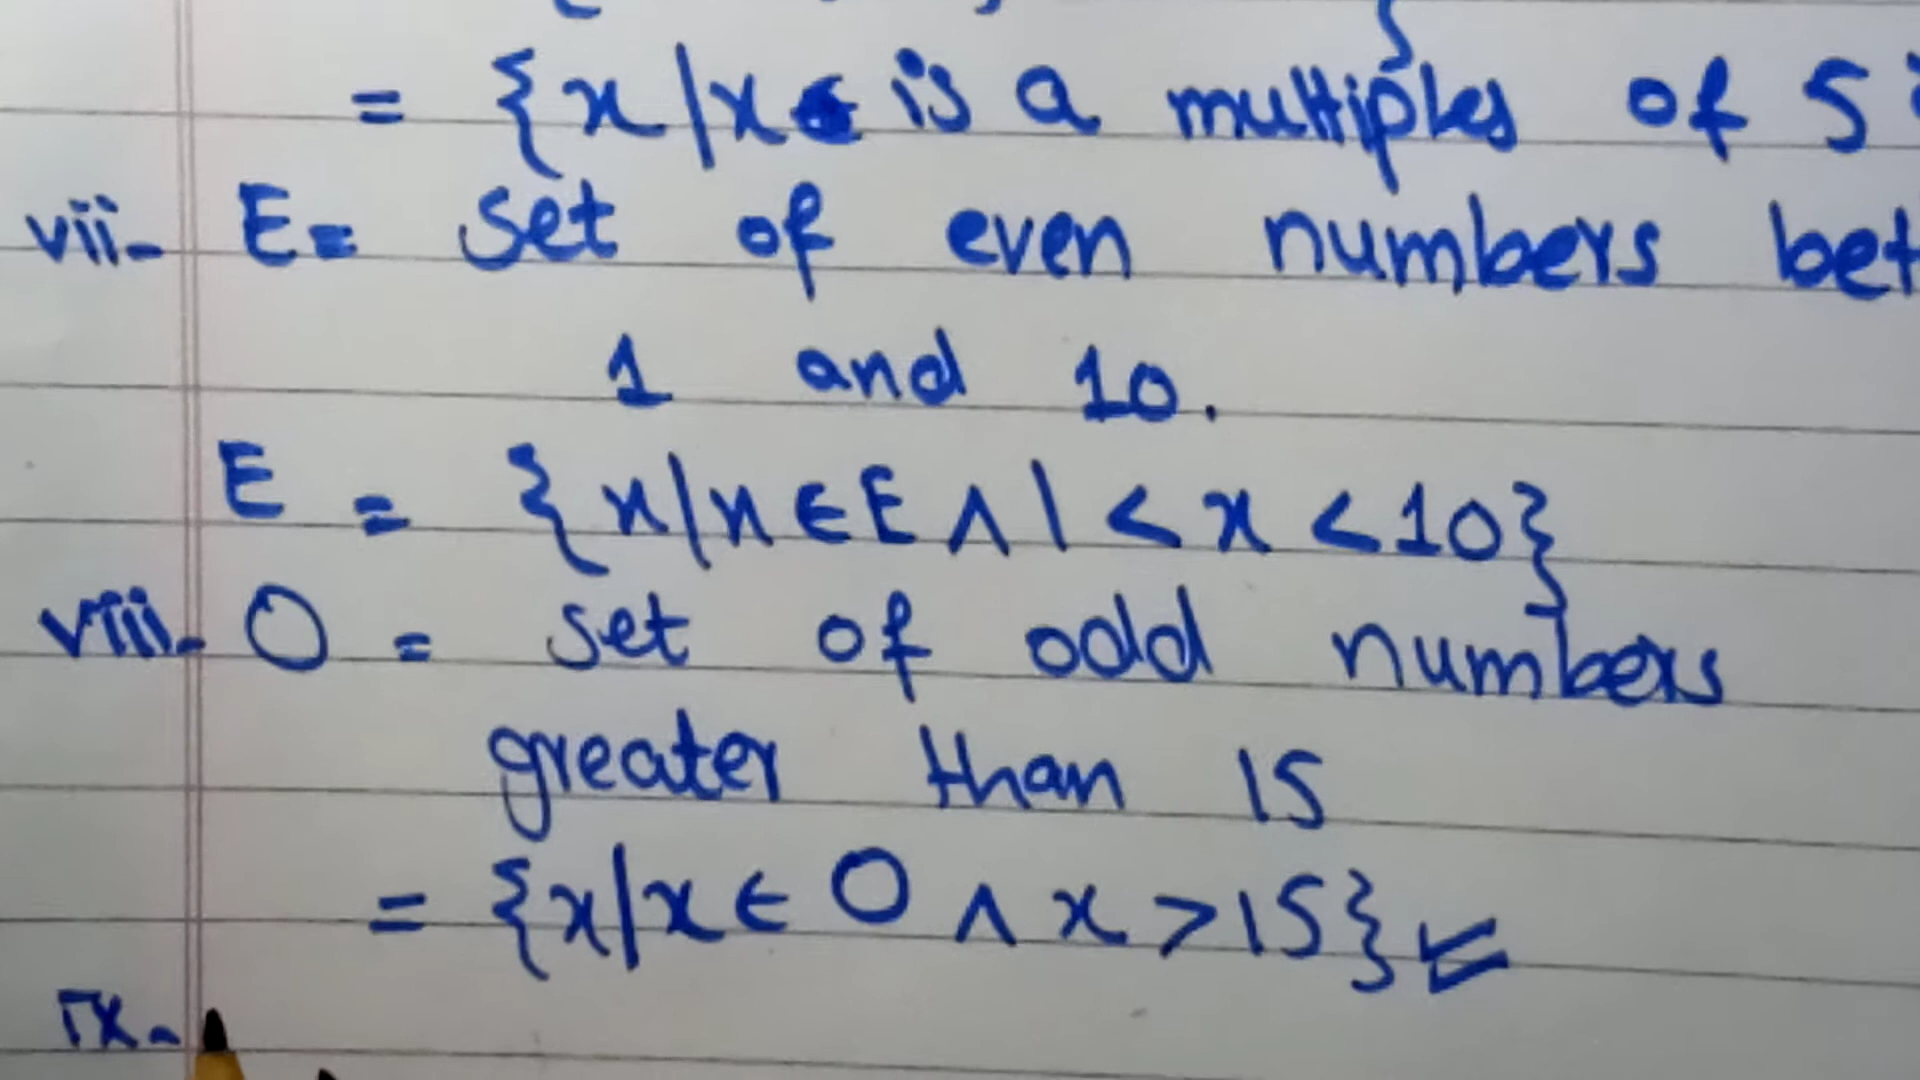 = {x/x is a multiples of 5
vii- E= set of even numbers bet
1 and 10.
E = {x/x∈E∧1<x<10}
viii- O = set of odd numbers
greater than 15
= {x/x∈O∧x>15}
ix-